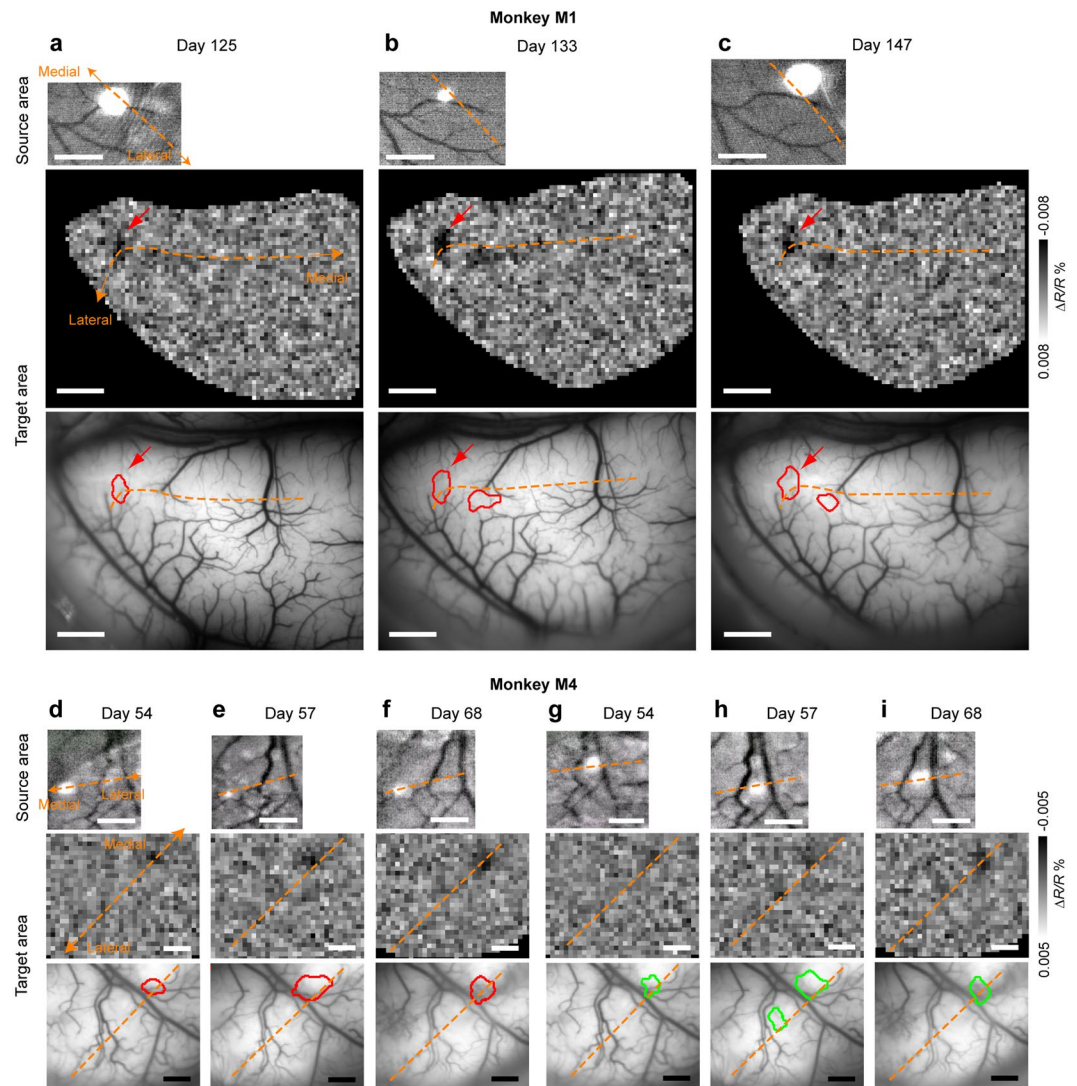 Monkey M1
a
Day 125
b
Day 133
c
Day 147
Source area
Medial
Lateral
Target area
Medial
Lateral
-0.008
ΔR/R %
0.008
Monkey M4
d
Day 54
e
Day 57
f
Day 68
g
Day 54
h
Day 57
i
Day 68
Source area
Medial
Lateral
Target area
Medial
Lateral
-0.005
ΔR/R %
0.005